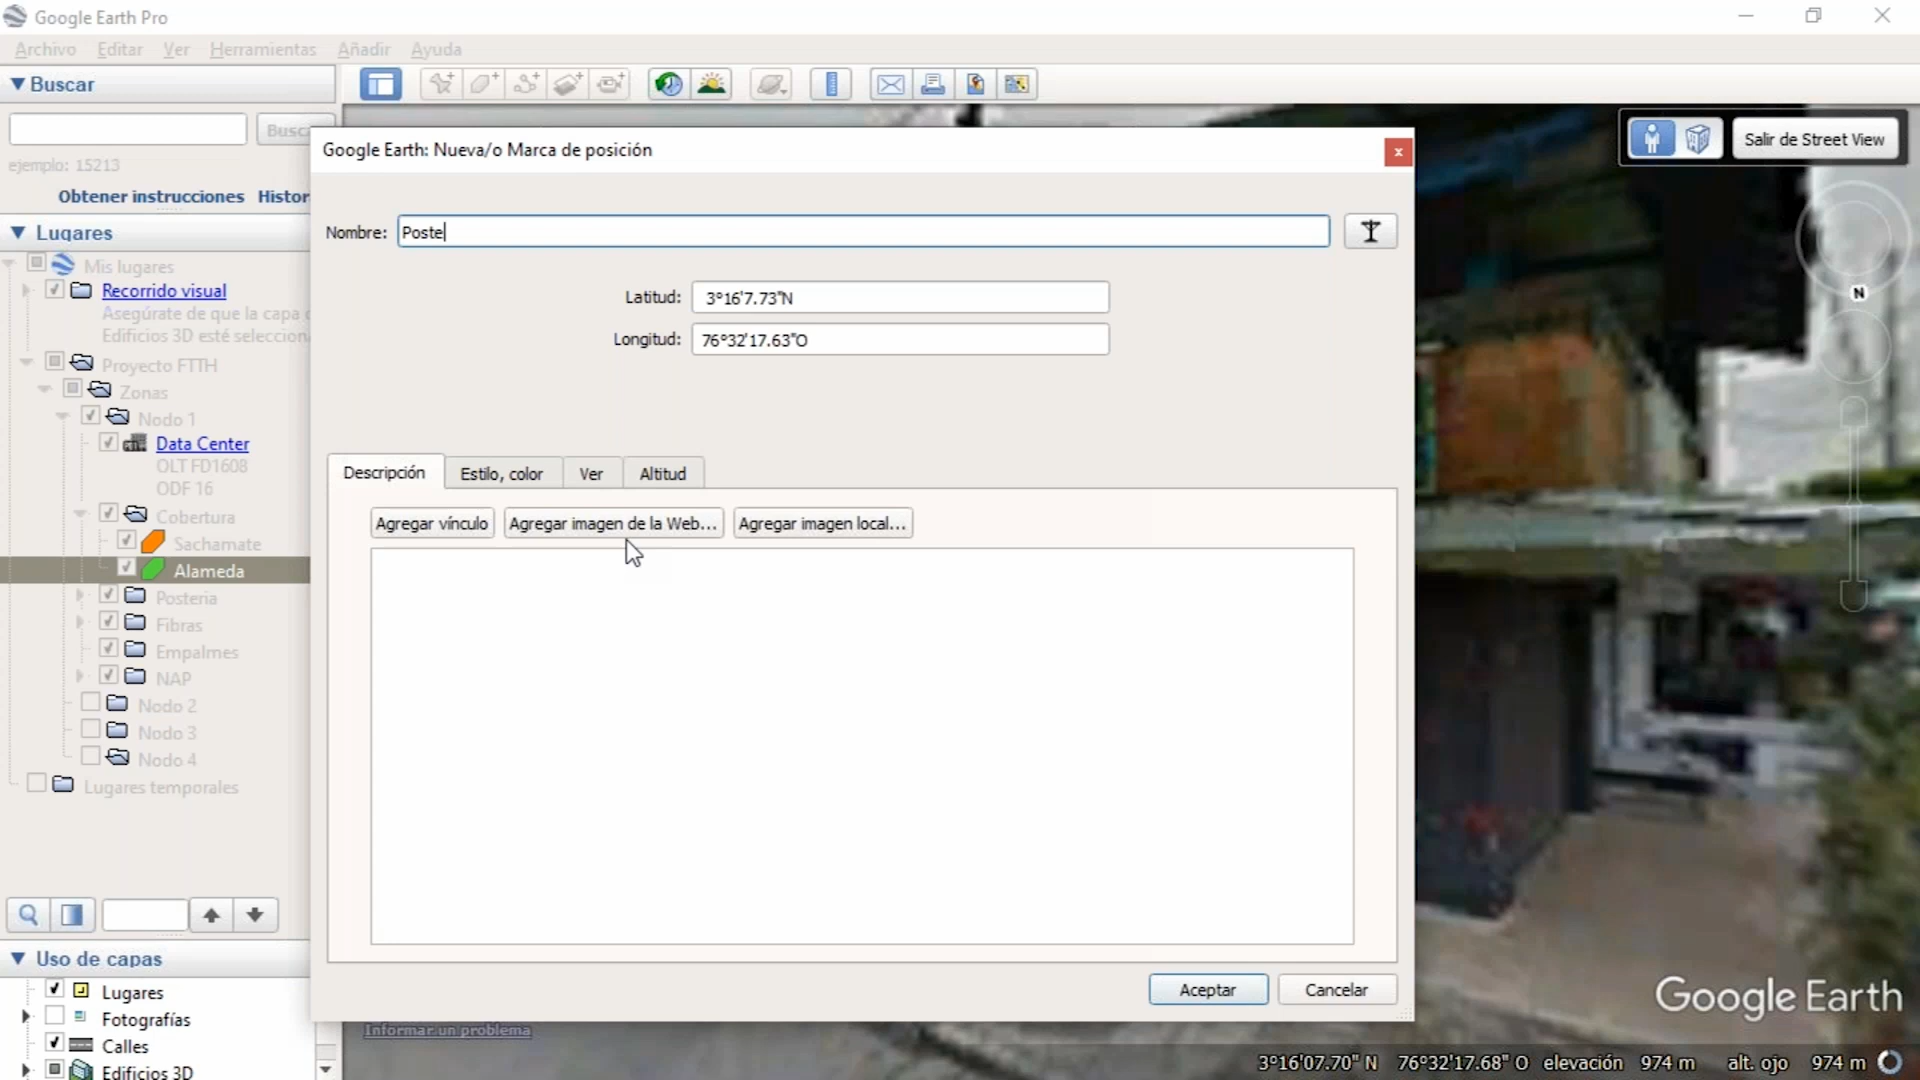 Google Earth Pro
Archivo Editar Ver Herramientas Añadir Ayuda
Buscar
Busca
ejemplo: 15213
Obtener instrucciones Histor
Lugares
Mis lugares
Recorrido visual
Asegúrate de que la capa
Edificios 3D esté seleccion
Proyecto FTTH
Zonas
Nodo 1
Data Center
OLT FD1608
ODF 16
Cobertura
Sachamate
Alameda
Posteria
Fibras
Empalmes
NAP
Nodo 2
Nodo 3
Nodo 4
Lugares temporales
Uso de capas
Lugares
Fotografías
Calles
Edificios 3D
Google Earth: Nueva/o Marca de posición
x
Nombre: Poste
Latitud: 3°16'7.73"N
Longitud: 76°32'17.63"O
Descripción Estilo, color Ver Altitud
Agregar vínculo Agregar imagen de la Web... Agregar imagen local...
Aceptar Cancelar
Informar un problema
Salir de Street View
N
Google Earth
3°16'07.70" N 76°32'17.68" O elevación 974 m alt. ojo 974 m